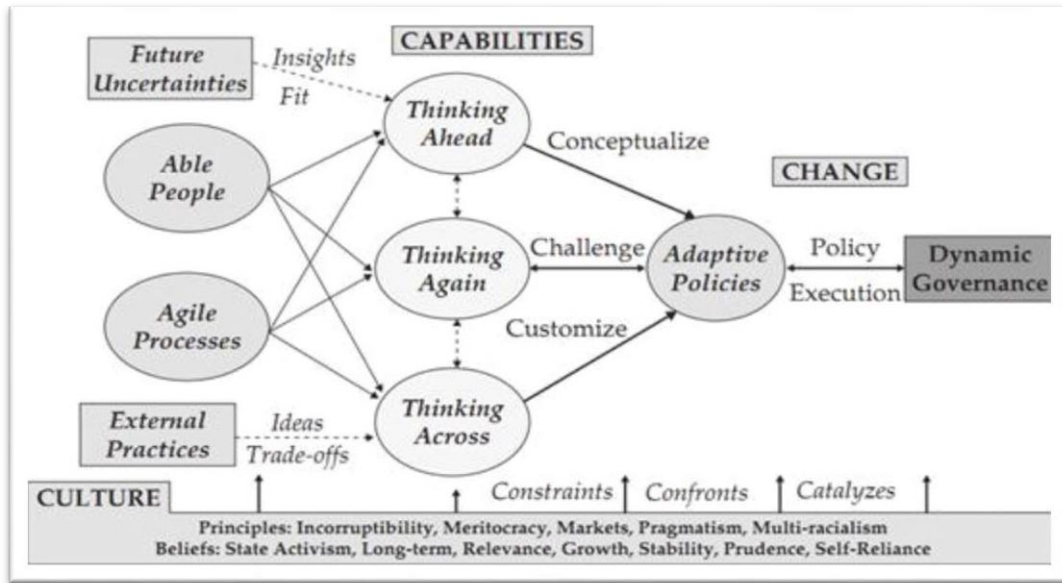 CAPABILITIES
Future
Uncertainties
Insights
Fit
Thinking
Ahead
Conceptualize
Able
People
CHANGE
Thinking
Again
Challenge
Adaptive
Policies
Policy
Execution
Dynamic
Governance
Agile
Processes
Customize
External
Practices
Ideas
Trade-offs
Thinking
Across
CULTURE
Constraints
Confronts
Catalyzes
Principles: Incorruptibility, Meritocracy, Markets, Pragmatism, Multi-racialism
Beliefs: State Activism, Long-term, Relevance, Growth, Stability, Prudence, Self-Reliance